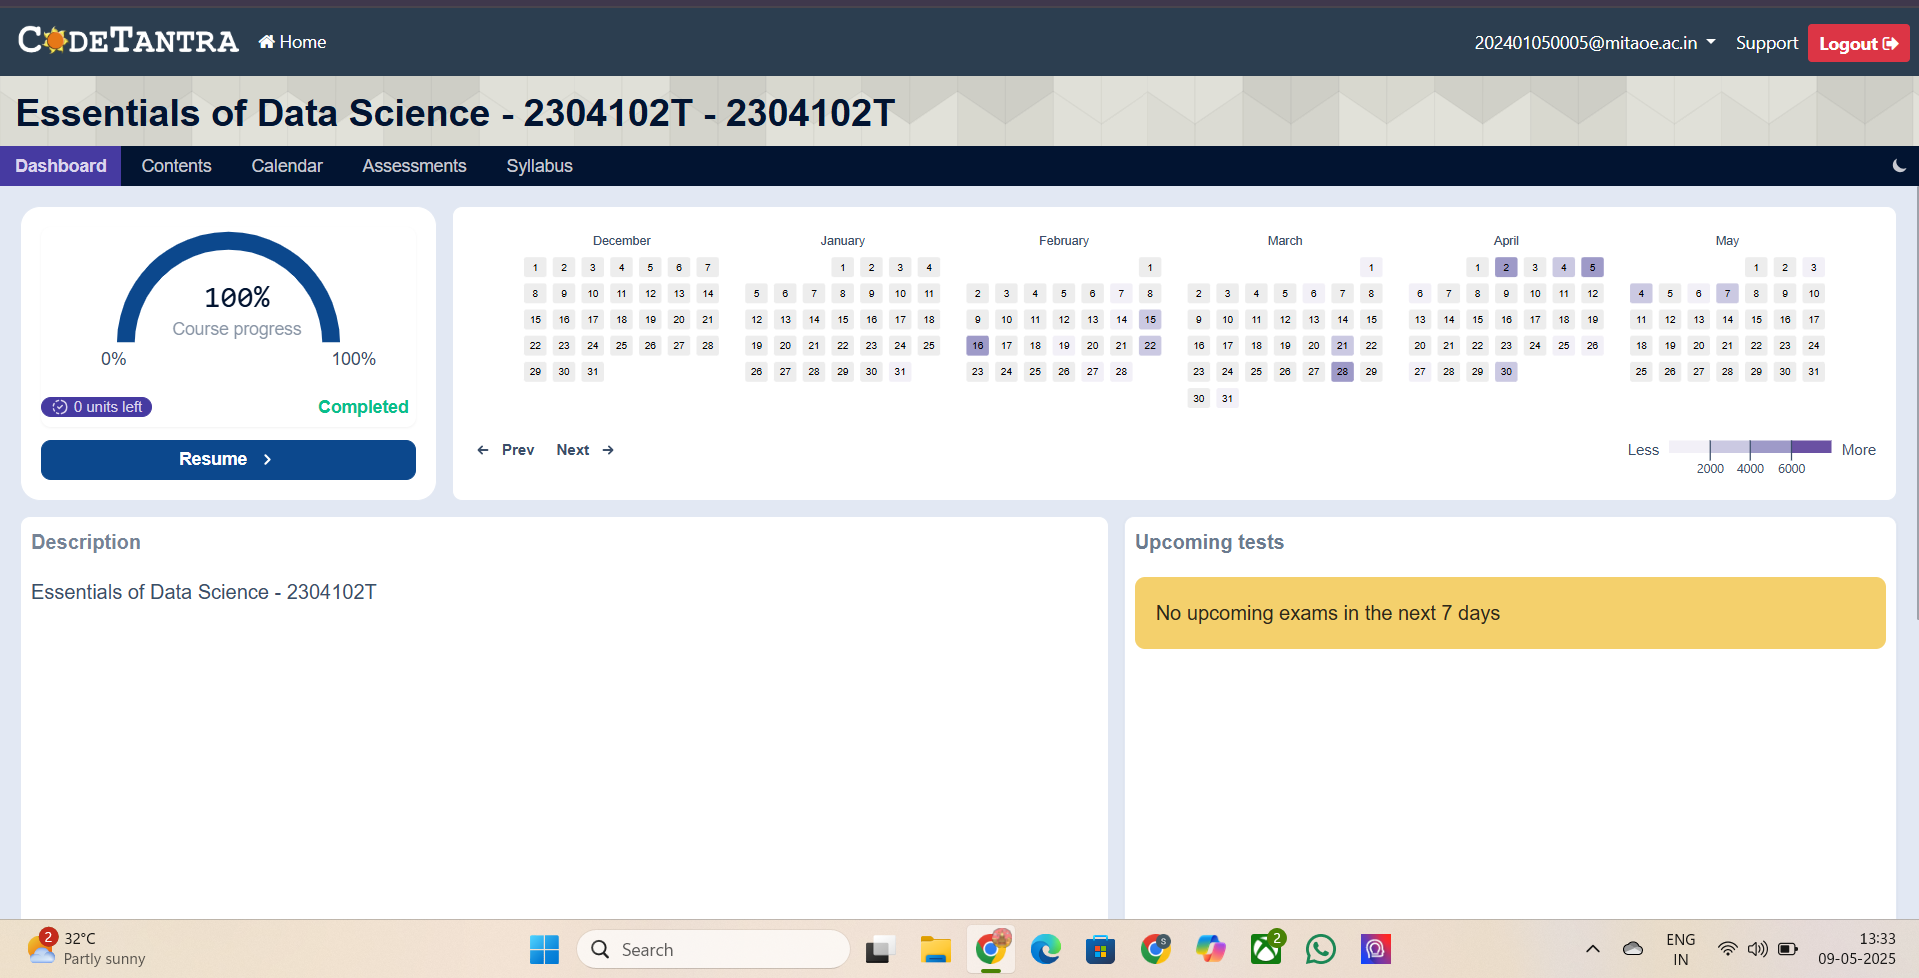 CODETANTRA Home 202401050005@mitaoe.ac.in Support Logout
Essentials of Data Science - 2304102T - 2304102T
Dashboard Contents Calendar Assessments Syllabus
100%
Course progress
0% 100%
0 units left Completed
Resume
December
1 2 3 4 5 6 7
8 9 10 11 12 13 14
15 16 17 18 19 20 21
22 23 24 25 26 27 28
29 30 31
January
1 2 3 4
5 6 7 8 9 10 11
12 13 14 15 16 17 18
19 20 21 22 23 24 25
26 27 28 29 30 31
February
1
2 3 4 5 6 7 8
9 10 11 12 13 14 15
16 17 18 19 20 21 22
23 24 25 26 27 28
March
1
2 3 4 5 6 7 8
9 10 11 12 13 14 15
16 17 18 19 20 21 22
23 24 25 26 27 28 29
30 31
April
1 2 3 4 5
6 7 8 9 10 11 12
13 14 15 16 17 18 19
20 21 22 23 24 25 26
27 28 29 30
May
1 2 3
4 5 6 7 8 9 10
11 12 13 14 15 16 17
18 19 20 21 22 23 24
25 26 27 28 29 30 31
Prev Next
Less More
2000 4000 6000
Description
Essentials of Data Science - 2304102T
Upcoming tests
No upcoming exams in the next 7 days
2
32°C
Partly sunny
Search
S
2
ENG
IN
13:33
09-05-2025